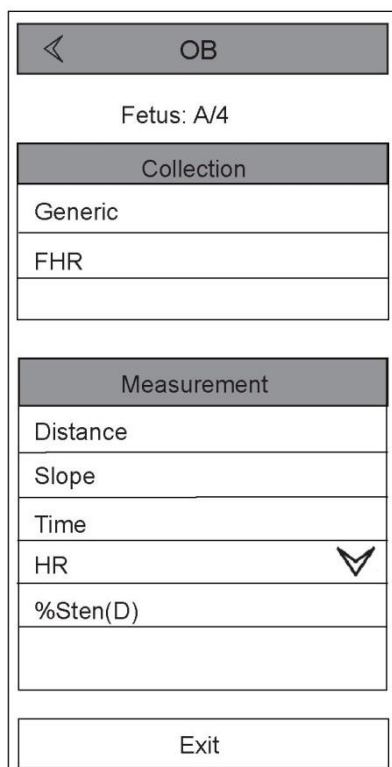 OB
Fetus: A/4
Collection
Generic
FHR
Measurement
Distance
Slope
Time
HR
%Sten(D)
Exit